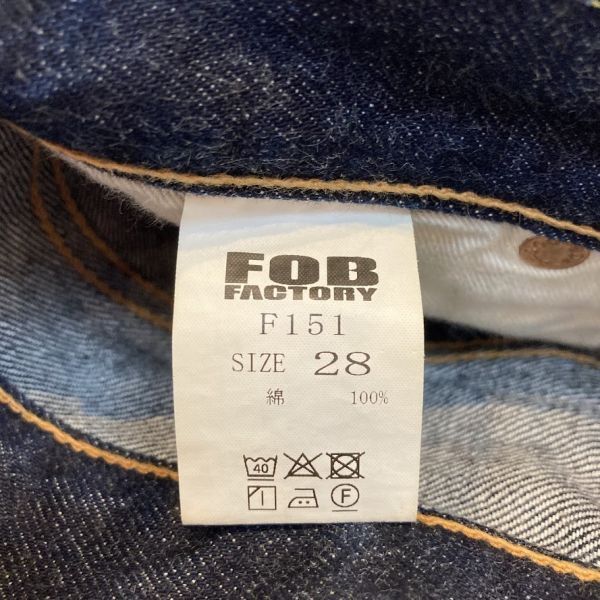 FOB
FACTORY
F151
SIZE 28
綿 100%
40
F